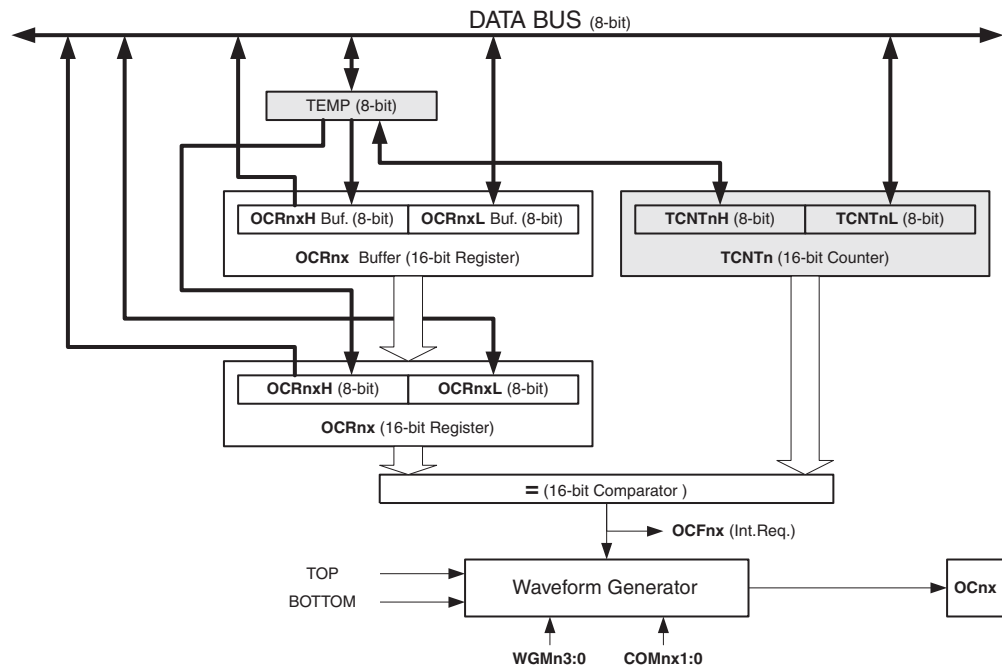 DATA BUS (8-bit)
TEMP (8-bit)
OCRnxH Buf. (8-bit) OCRnxL Buf. (8-bit)
OCRnx Buffer (16-bit Register)
TCNTnH (8-bit) TCNTnL (8-bit)
TCNTn (16-bit Counter)
OCRnxH (8-bit) OCRnxL (8-bit)
OCRnx (16-bit Register)
= (16-bit Comparator )
OCFnx (Int.Req.)
TOP
BOTTOM
Waveform Generator
OCnx
WGMn3:0 COMnx1:0